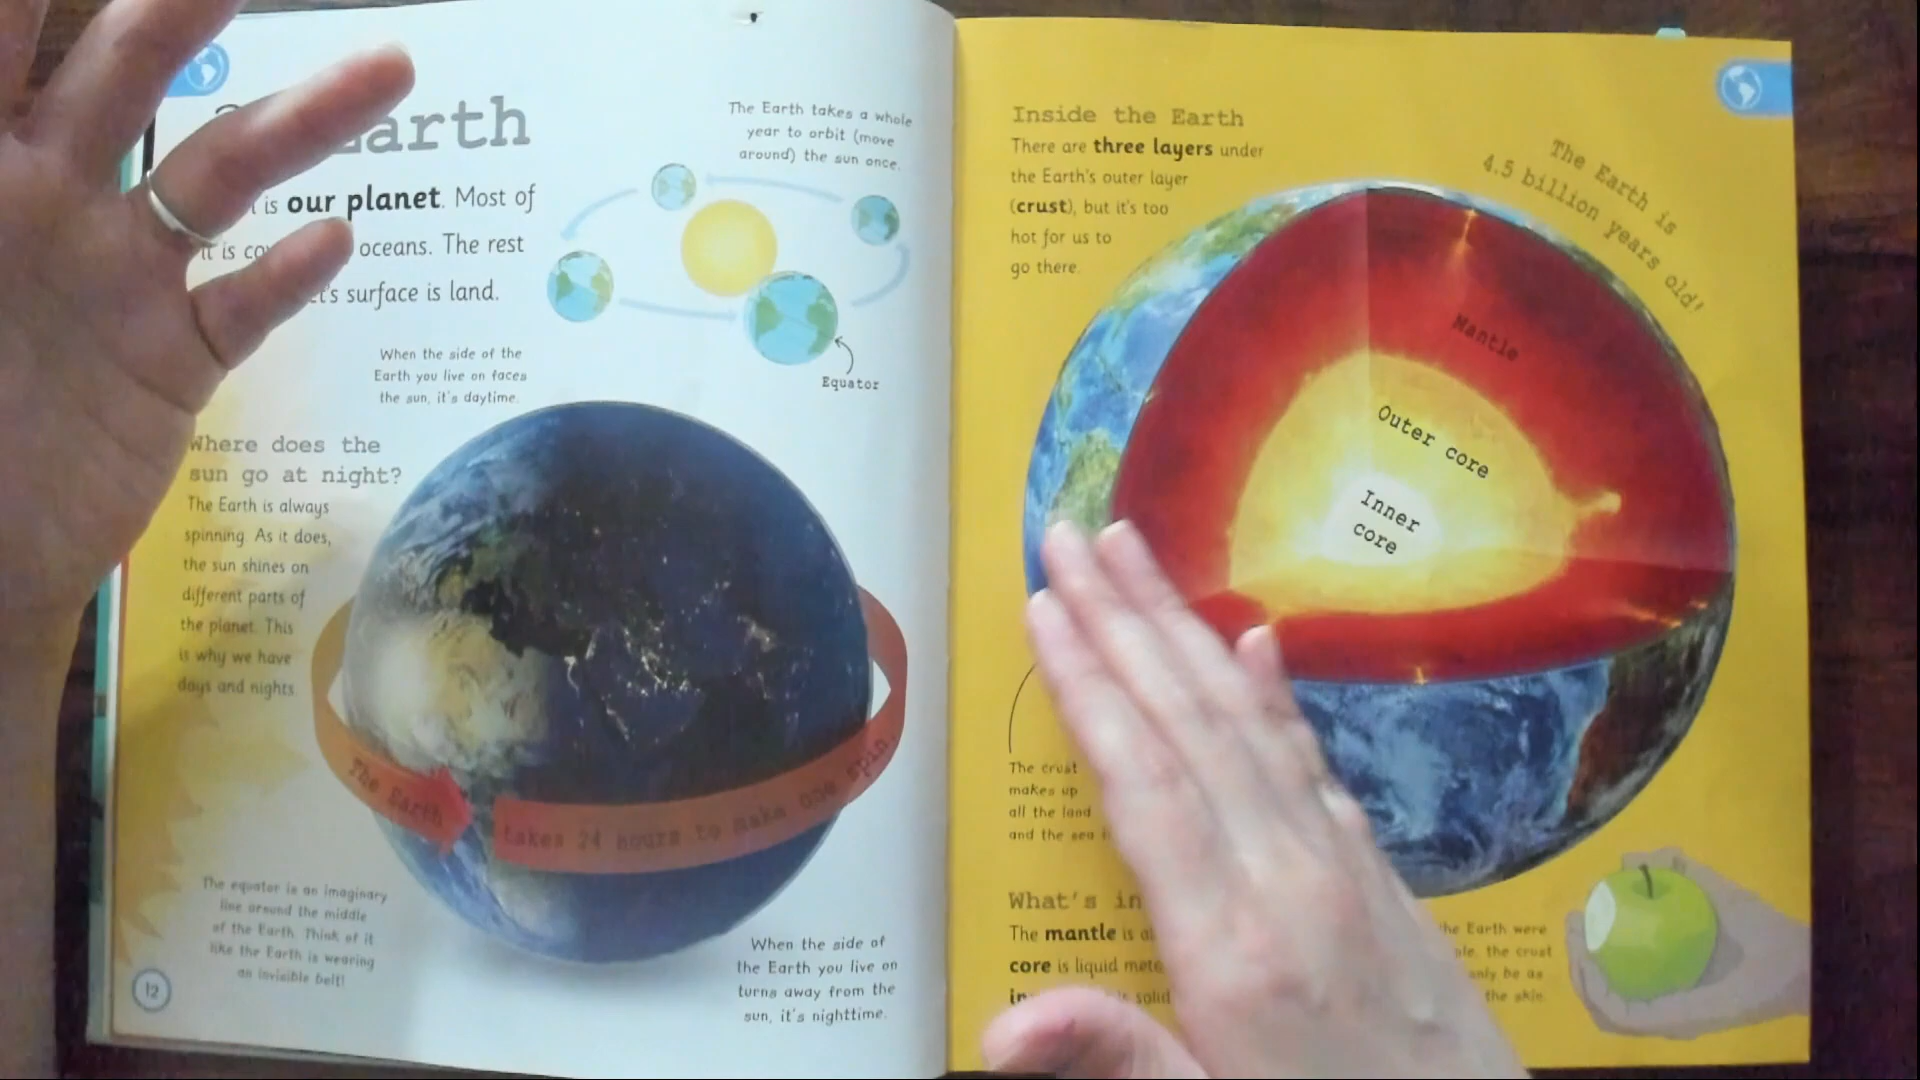 Earth
is our planet. Most of
it is oceans. The rest
surface is land.
The Earth takes a whole
year to orbit (move
around) the sun once.
Equator
When the side of the
Earth you live on faces
the sun, it's daytime.
Where does the
sun go at night?
The Earth is always
spinning. As it does,
the sun shines on
different parts of
the planet. This
is why we have
days and nights.
The Earth
takes 24 hours to make one spin.
The equator is an imaginary
line around the middle
of the Earth. Think of it
like the Earth is wearing
an invisible belt!
When the side of
the Earth you live on
turns away from the
sun, it's nighttime.
12
Inside the Earth
There are three layers under
the Earth's outer layer
(crust), but it's too
hot for us to
go there.
The Earth is
4.5 billion years old!
Mantle
Outer core
Inner
core
The crust
makes up
all the land
and the sea
What's in
The mantle is
core is liquid
solid
the Earth were
the crust
only be as
the skin.